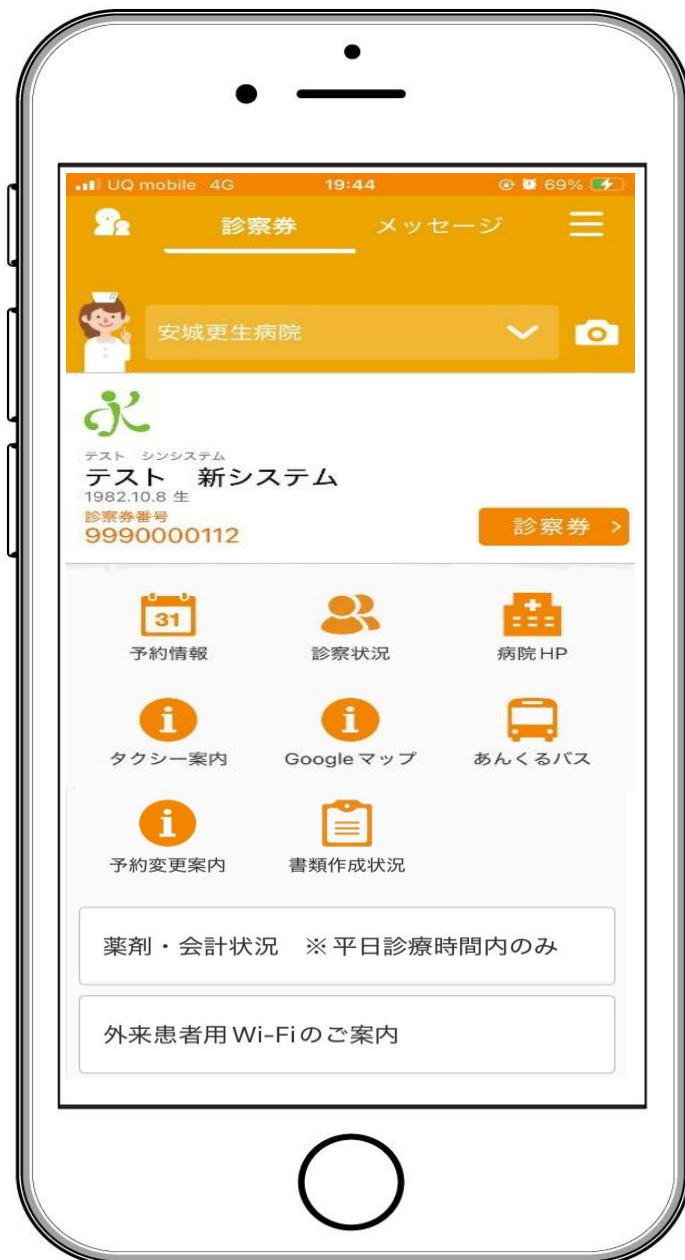 UQ mobile 4G 19:44 69%
診察券 メッセージ
安城更生病院
テスト シンシステム
テスト 新システム
1982.10.8 生
診察券番号
9990000112
診察券 >
31
予約情報 診察状況 病院HP
タクシー案内 Googleマップ あんくるバス
予約変更案内 書類作成状況
薬剤・会計状況 ※平日診療時間内のみ
外来患者用Wi-Fiのご案内